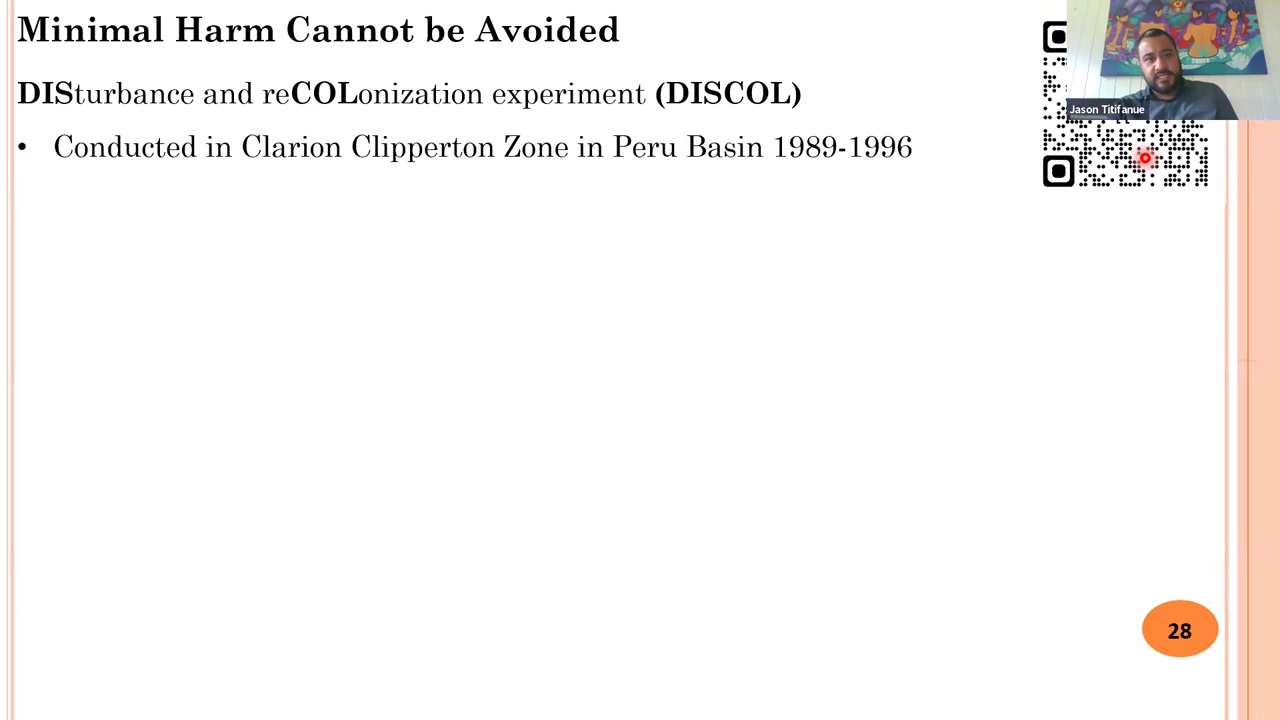 Minimal Harm Cannot be Avoided
DISturbance and reCOLonization experiment (DISCOL)
• Conducted in Clarion Clipperton Zone in Peru Basin 1989-1996
Jason Titifanue
28